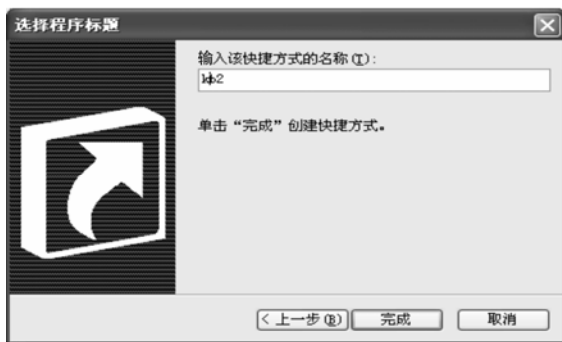 选择程序标题
输入该快捷方式的名称(T):
单击“完成”创建快捷方式。
<上一步(B)
完成
取消